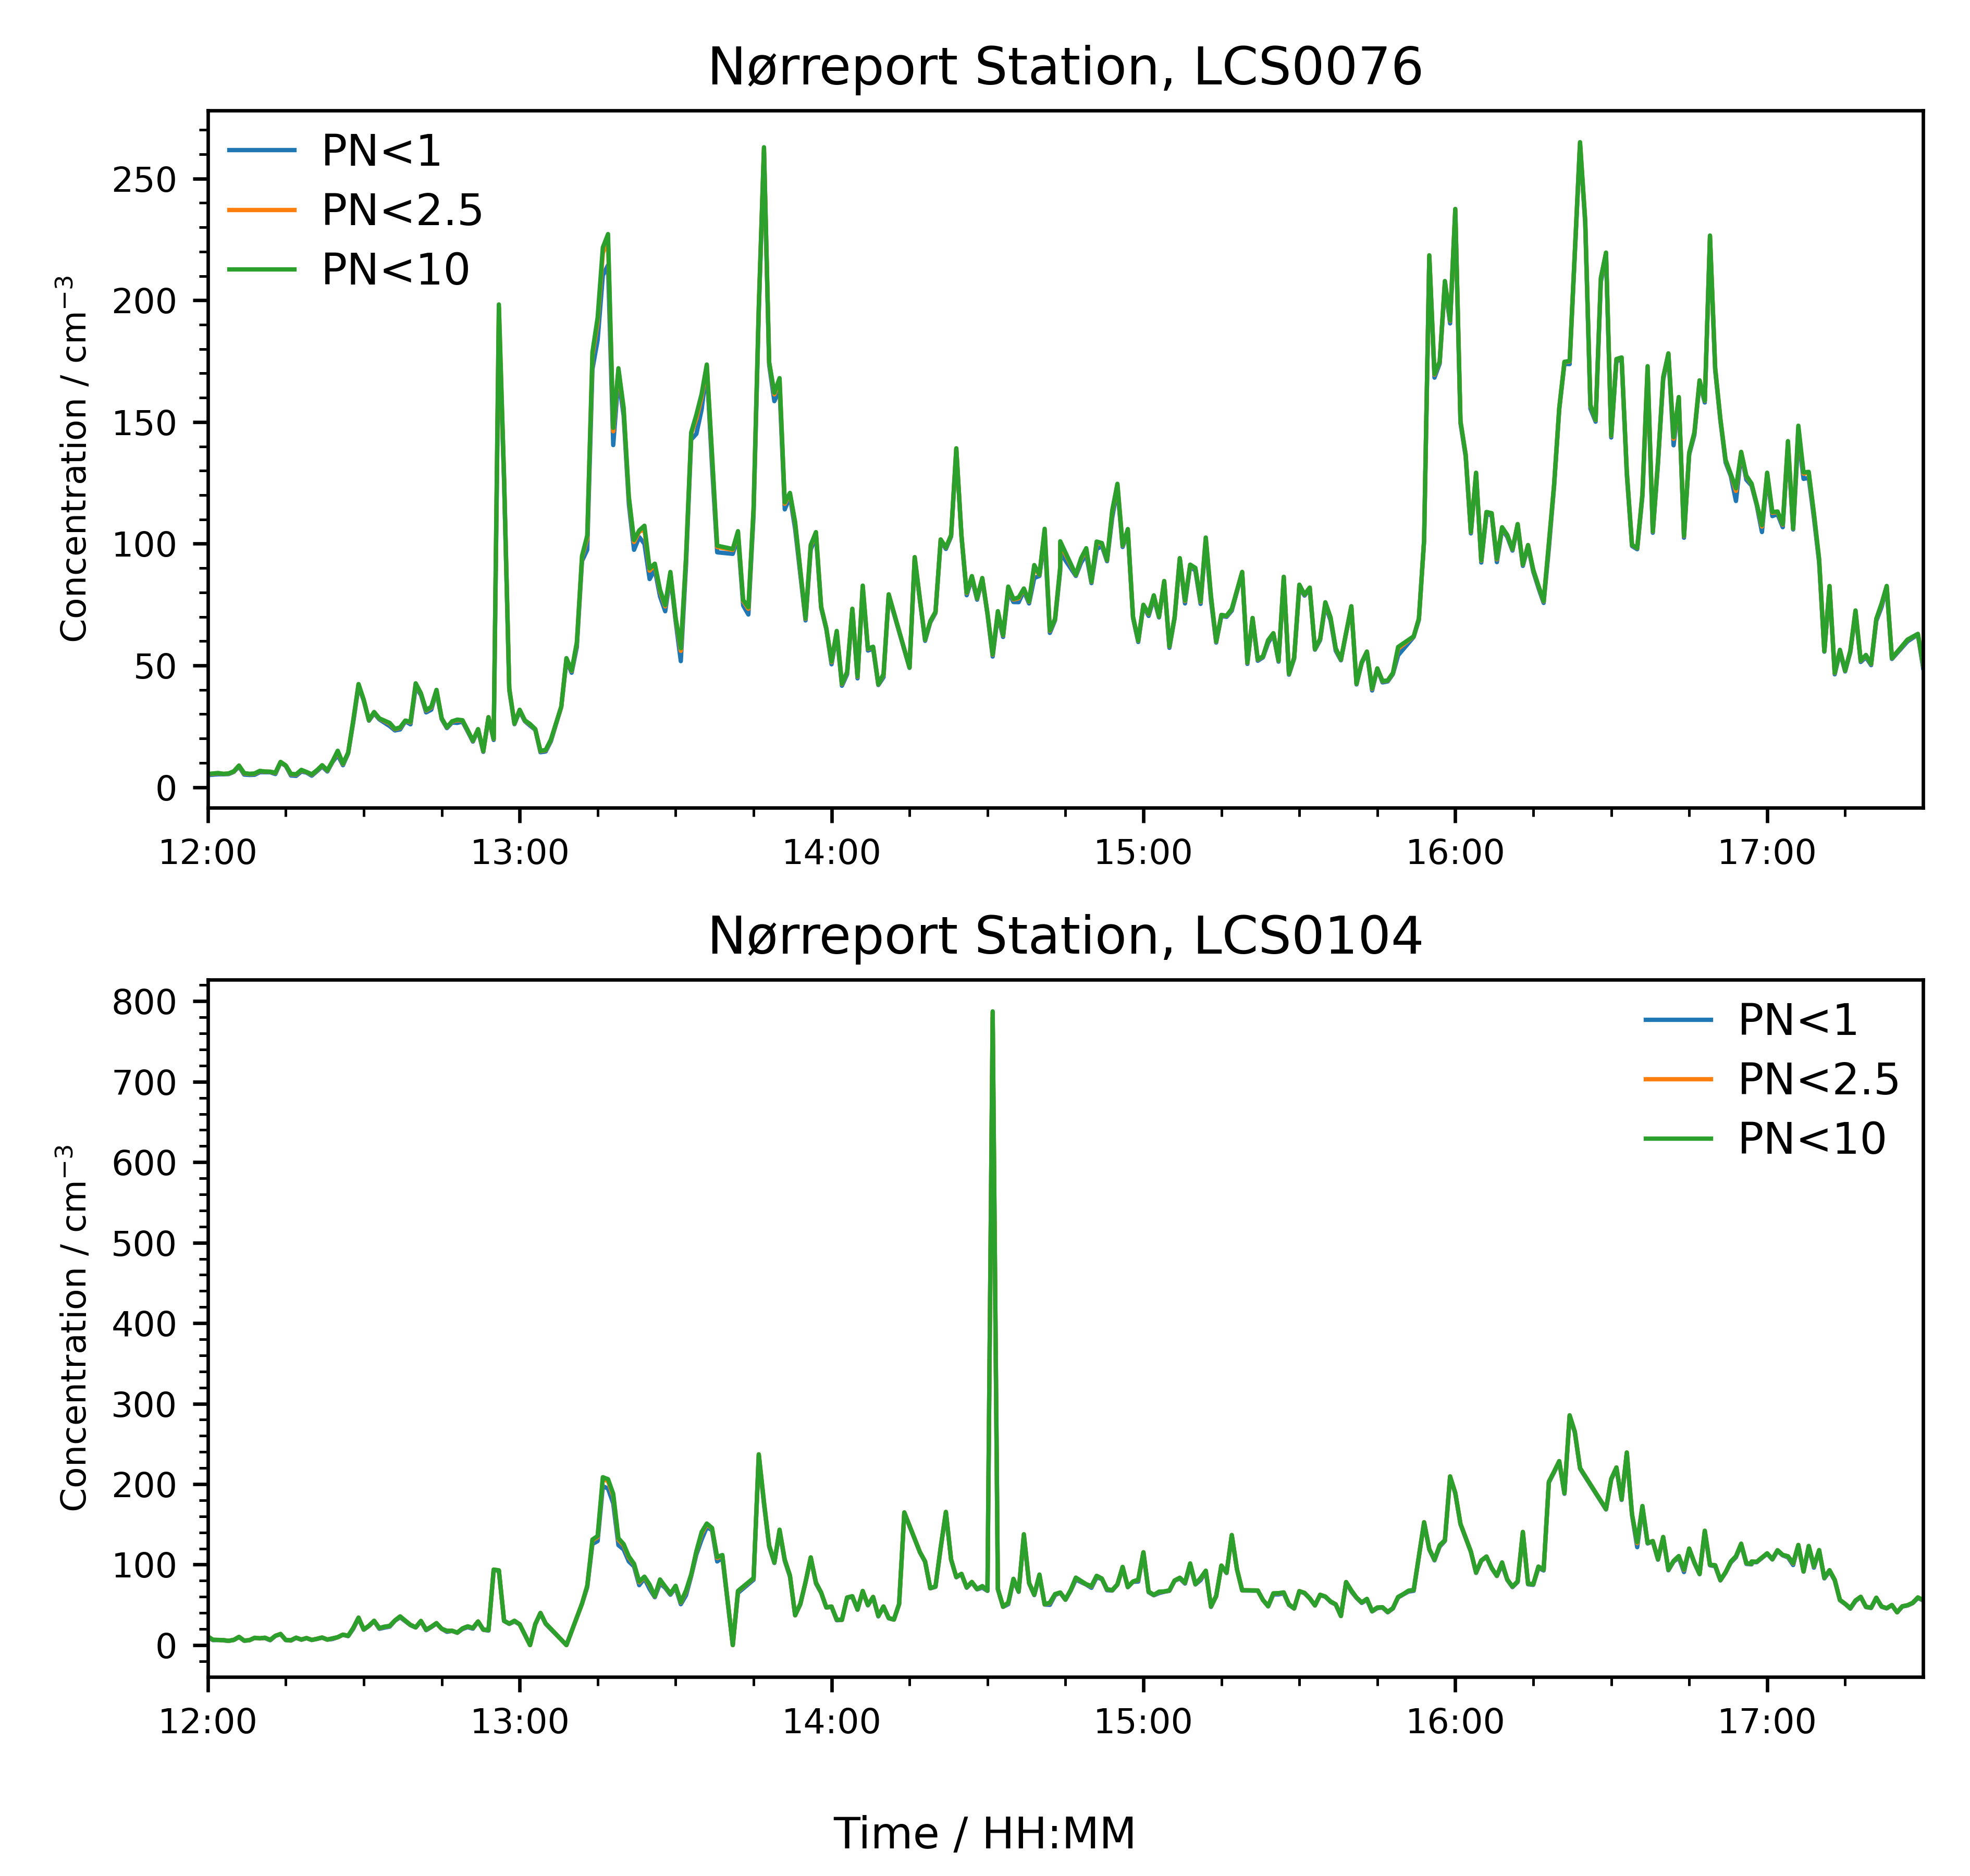 Nørreport Station, LCS0076
PN<1
PN<2.5
PN<10
Concentration / cm⁻³
250
200
150
100
50
0
12:00 13:00 14:00 15:00 16:00 17:00
Nørreport Station, LCS0104
PN<1
PN<2.5
PN<10
Concentration / cm⁻³
800
700
600
500
400
300
200
100
0
12:00 13:00 14:00 15:00 16:00 17:00
Time / HH:MM